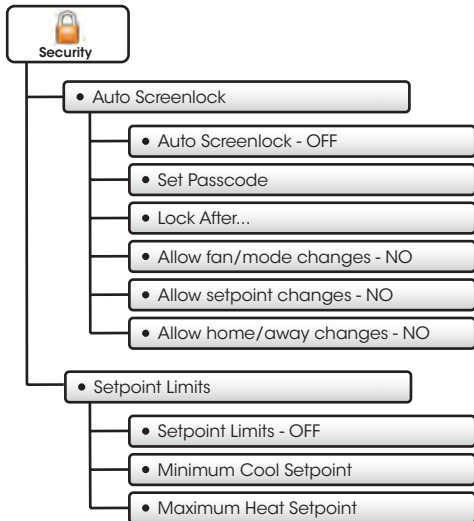 Security
• Auto Screenlock
• Auto Screenlock - OFF
• Set Passcode
• Lock After...
• Allow fan/mode changes - NO
• Allow setpoint changes - NO
• Allow home/away changes - NO
• Setpoint Limits
• Setpoint Limits - OFF
• Minimum Cool Setpoint
• Maximum Heat Setpoint